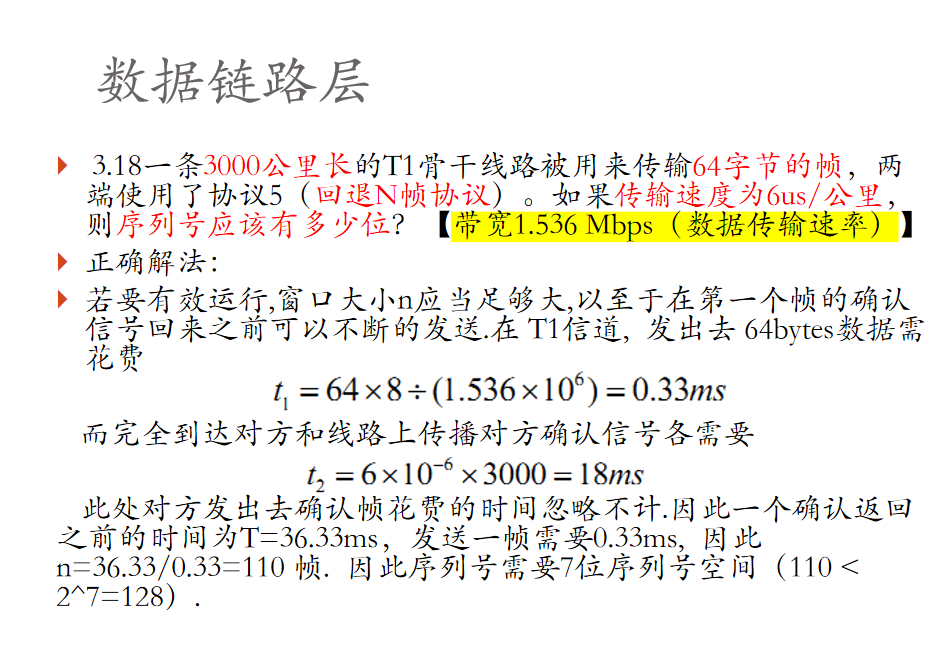 数据链路层
3.18一条3000公里长的T1骨干线路被用来传输64字节的帧，两
端使用了协议5（回退N帧协议）。如果传输速度为6us/公里，
则序列号应该有多少位？【带宽1.536 Mbps（数据传输速率）】
正确解法：
若要有效运行,窗口大小n应当足够大,以至于在第一个帧的确认
信号回来之前可以不断的发送.在 T1信道, 发出去 64bytes数据需
花费
t₁ = 64×8÷(1.536×10⁶) = 0.33ms
而完全到达对方和线路上传播对方确认信号各需要
t₂ = 6×10⁻⁶×3000 = 18ms
此处对方发出去确认帧花费的时间忽略不计.因此一个确认返回
之前的时间为T=36.33ms，发送一帧需要0.33ms, 因此
n=36.33/0.33=110 帧. 因此序列号需要7位序列号空间（110 <
2^7=128）.